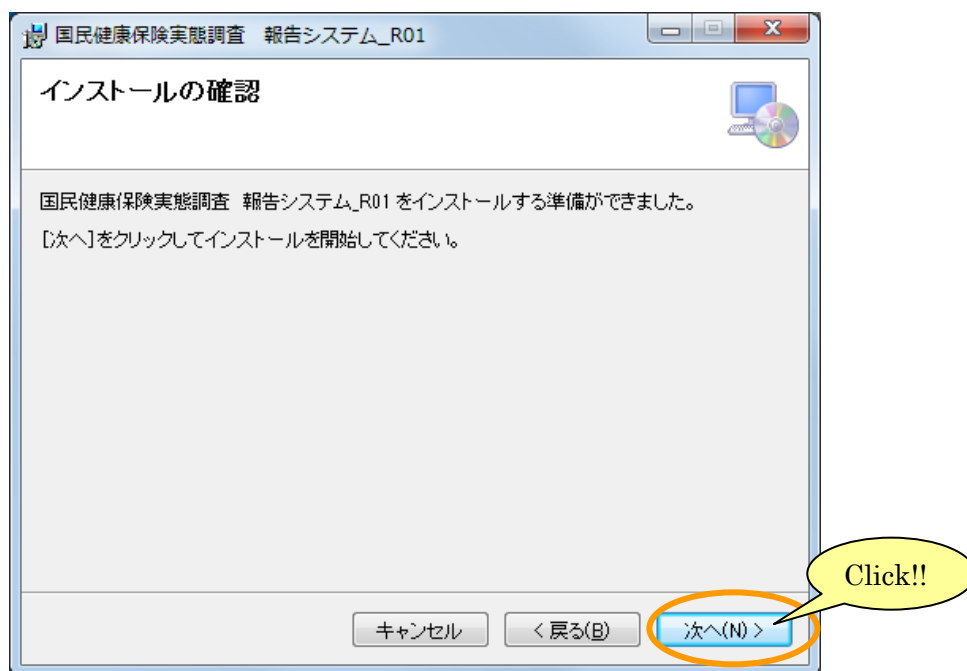 国民健康保険実態調査　報告システム_R01
インストールの確認
国民健康保険実態調査　報告システム_R01 をインストールする準備ができました。
[次へ]をクリックしてインストールを開始してください。
Click!!
キャンセル
< 戻る(B)
次へ(N) >